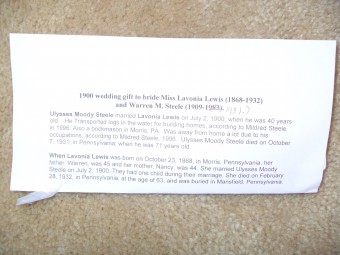 1900 wedding gift to bride Miss Lavonia Lewis (1868-1932)
and Warren M. Steele (1909-1983).
Ulysses Moody Steele married Lavonia Lewis on July 2, 1900, when he was 40 years
old. He Transported logs in the water for building homes, according to Mildred Steele
in 1996. Also a bridemason in Morris, PA. Was away from home a lot due to his
occupations, according to Mildred Steele, 1996. Ulysses Moody Steele died on October
7, 1931, in Pennsylvania, when he was 71 years old.
When Lavonia Lewis was born on October 23, 1868, in Morris, Pennsylvania, her
father, Warren, was 45 and her mother, Nancy, was 44. She married Ulysses Moody
Steele on July 2, 1900. They had one child during their marriage. She died on February
28, 1932, in Pennsylvania, at the age of 63, and was buried in Mansfield, Pennsylvania.